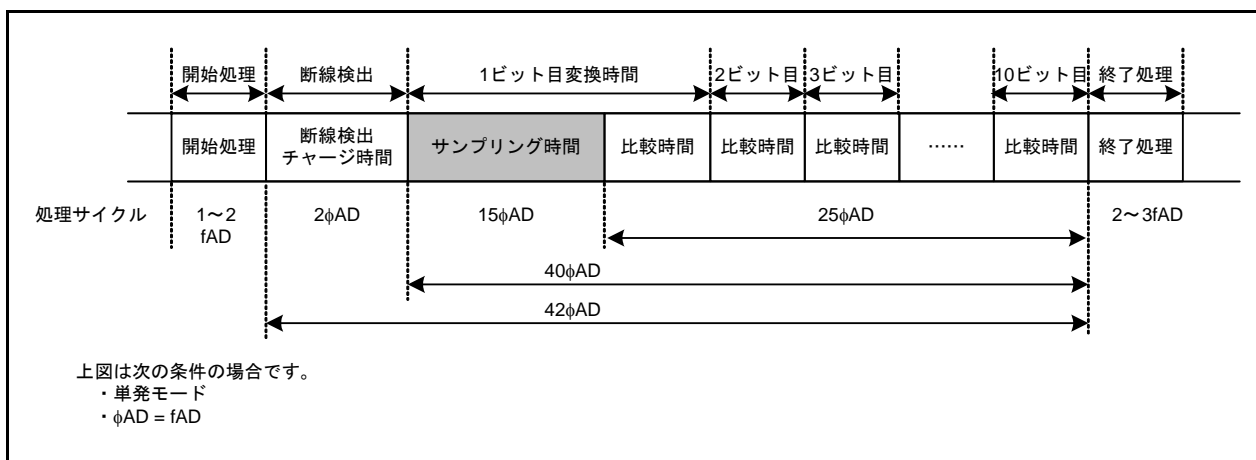 開始処理 断線検出 1ビット目変換時間 2ビット目 3ビット目 10ビット目 終了処理
開始処理 断線検出
チャージ時間 サンプリング時間 比較時間 比較時間 比較時間 …… 比較時間 終了処理
処理サイクル 1～2
fAD 2φAD 15φAD 25φAD 2～3fAD
40φAD
42φAD
上図は次の条件の場合です。
・単発モード
・φAD = fAD